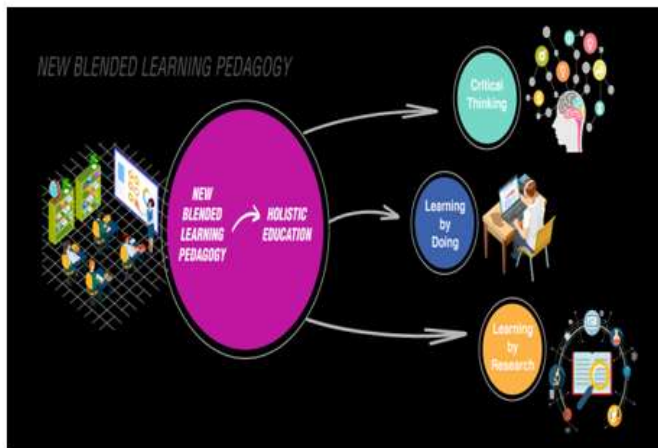 NEW BLENDED LEARNING PEDAGOGY
NEW
BLENDED
LEARNING
PEDAGOGY
HOLISTIC
EDUCATION
Critical
Thinking
Learning
by
Doing
Learning
by
Research